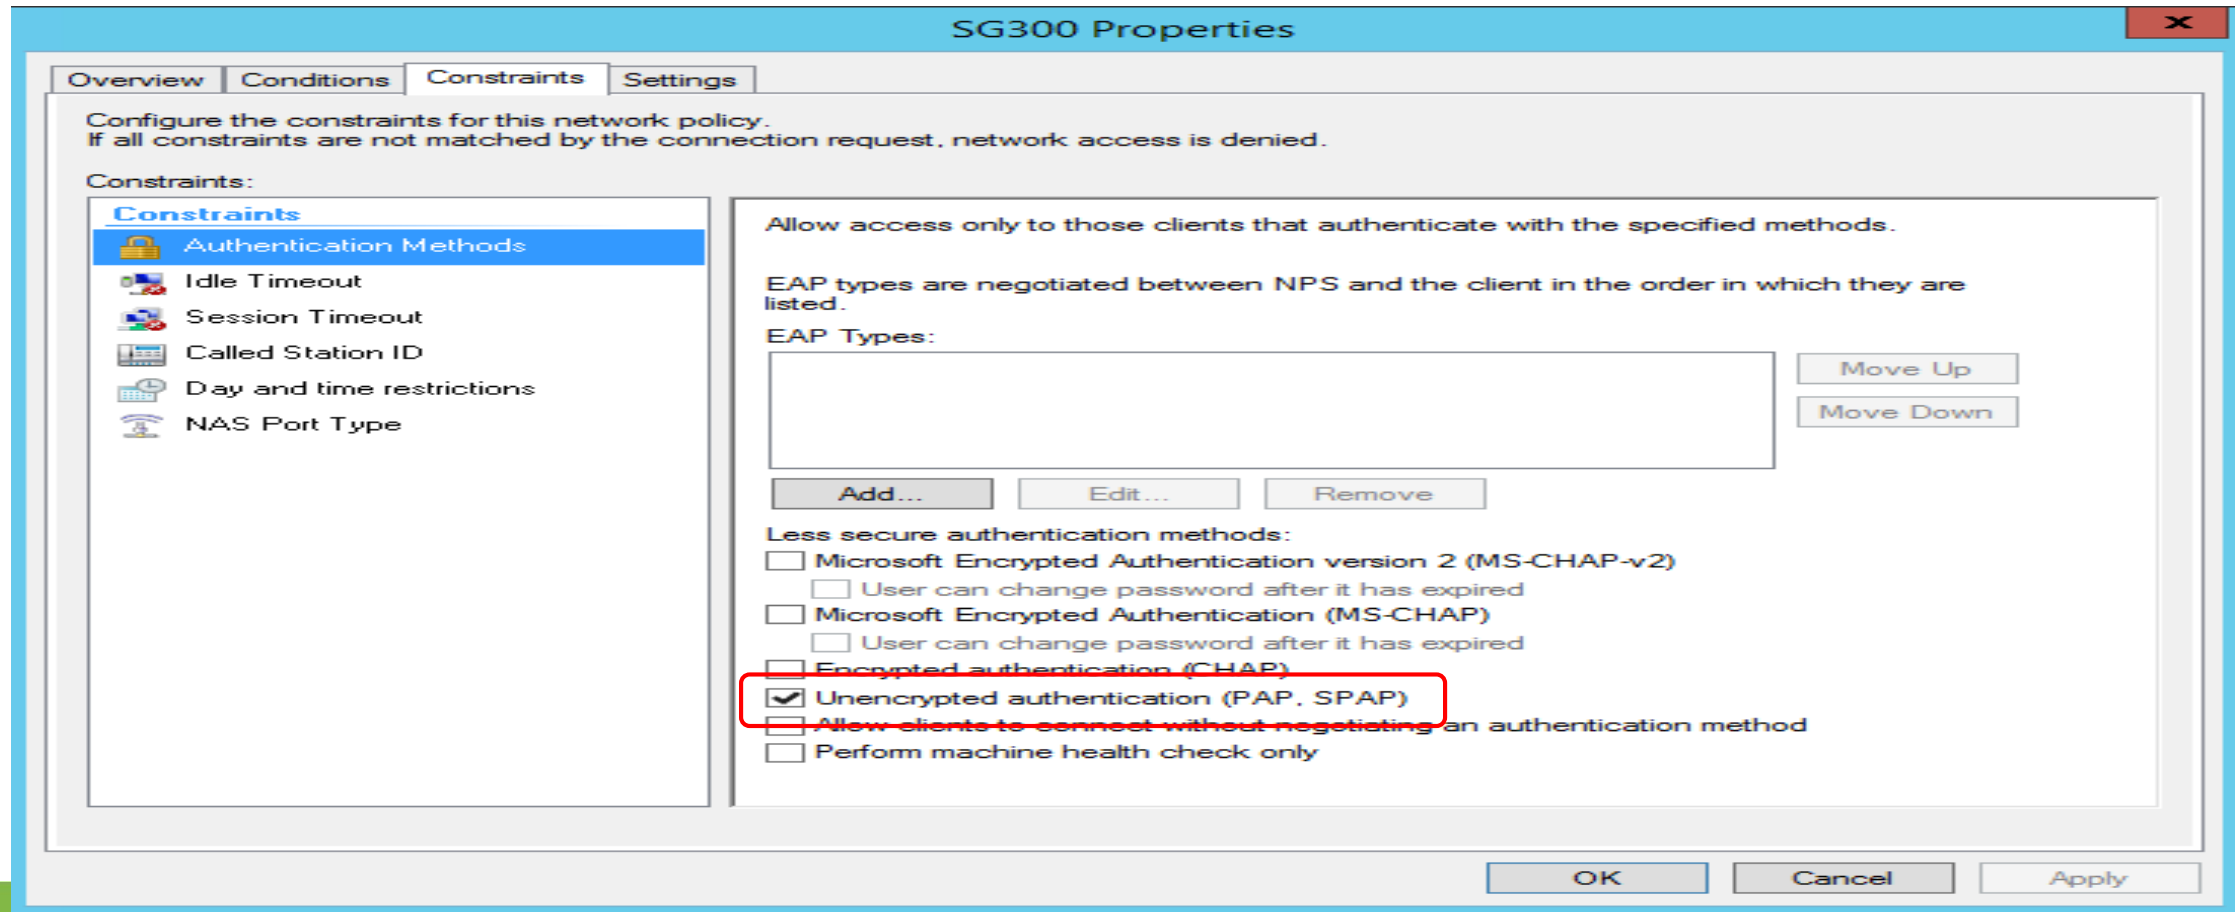 SG300 Properties
x
Overview
Conditions
Constraints
Settings
Configure the constraints for this network policy.
If all constraints are not matched by the connection request, network access is denied.
Constraints:
Constraints
Authentication Methods
Idle Timeout
Session Timeout
Called Station ID
Day and time restrictions
NAS Port Type
Allow access only to those clients that authenticate with the specified methods.
EAP types are negotiated between NPS and the client in the order in which they are
listed.
EAP Types:
Move Up
Move Down
Add...
Edit...
Remove
Less secure authentication methods:
Microsoft Encrypted Authentication version 2 (MS-CHAP-v2)
User can change password after it has expired
Microsoft Encrypted Authentication (MS-CHAP)
User can change password after it has expired
Encrypted authentication (CHAP)
Unencrypted authentication (PAP, SPAP)
Allow clients to connect without negotiating an authentication method
Perform machine health check only
OK
Cancel
Apply